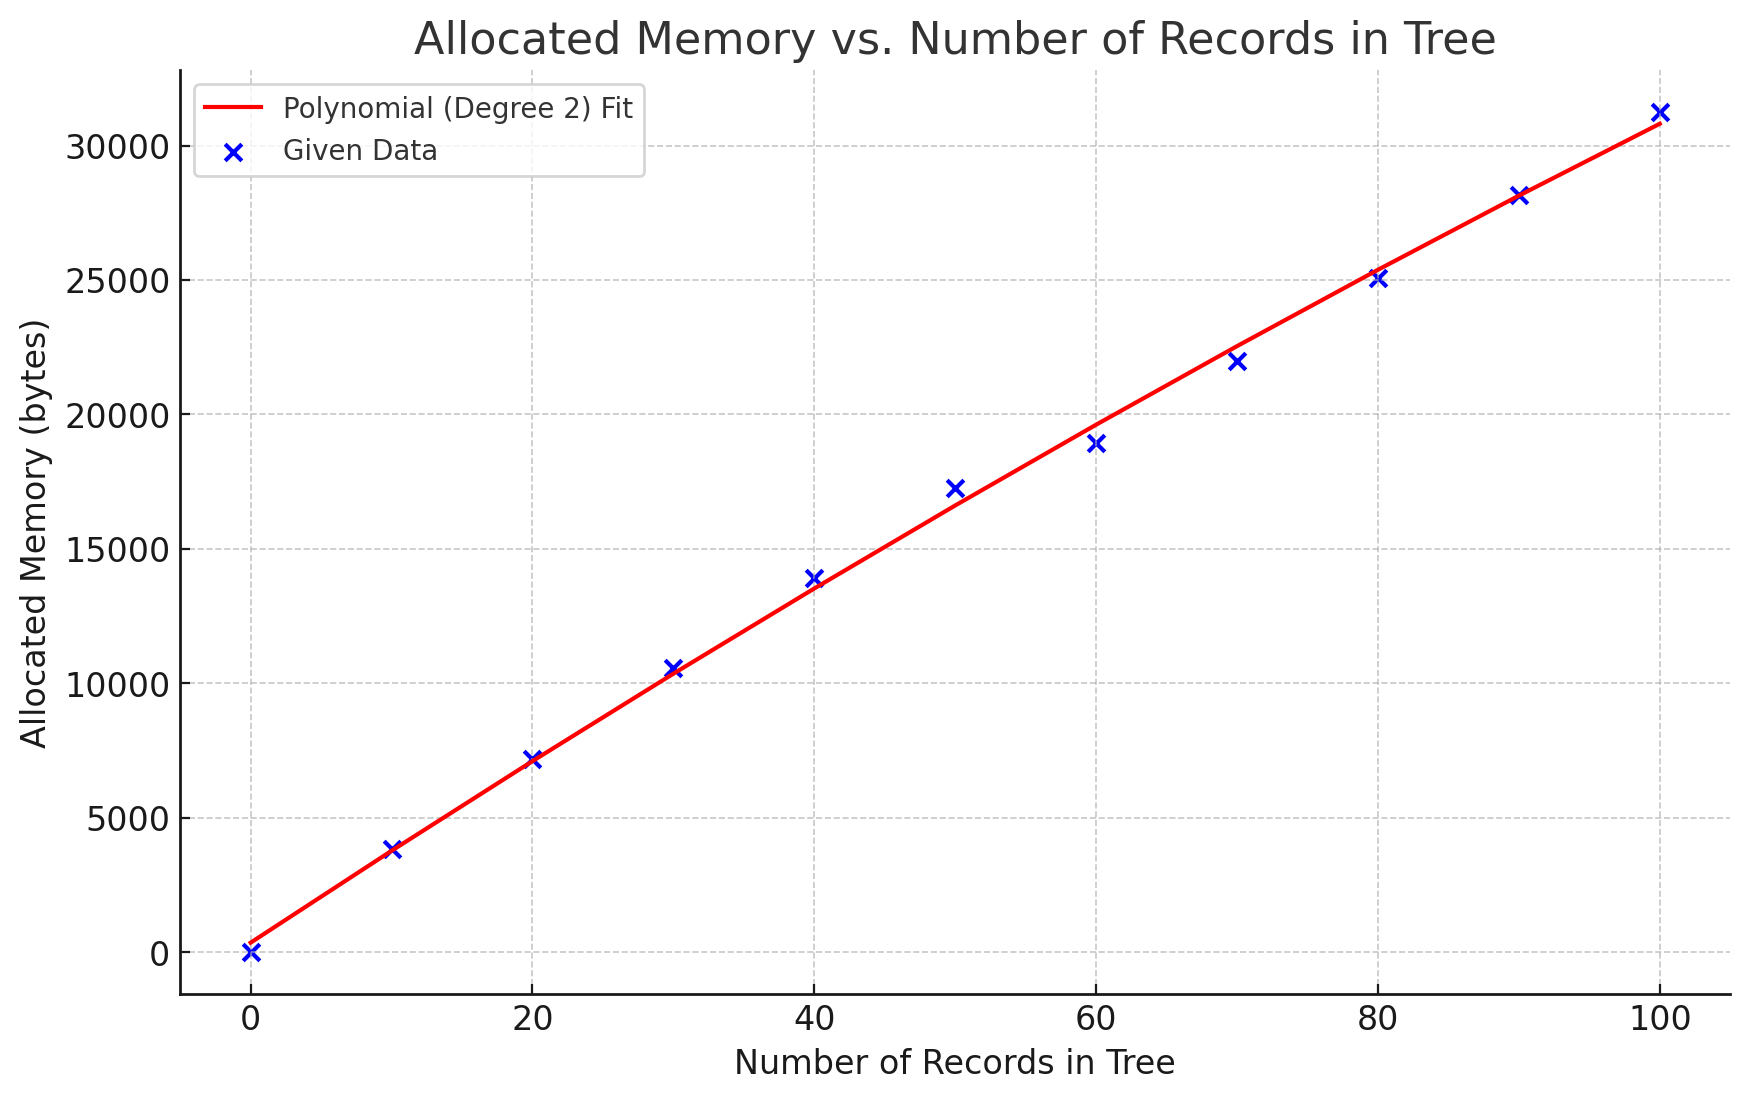 Allocated Memory vs. Number of Records in Tree
Polynomial (Degree 2) Fit
Given Data
Allocated Memory (bytes)
30000
25000
20000
15000
10000
5000
0
0 20 40 60 80 100
Number of Records in Tree